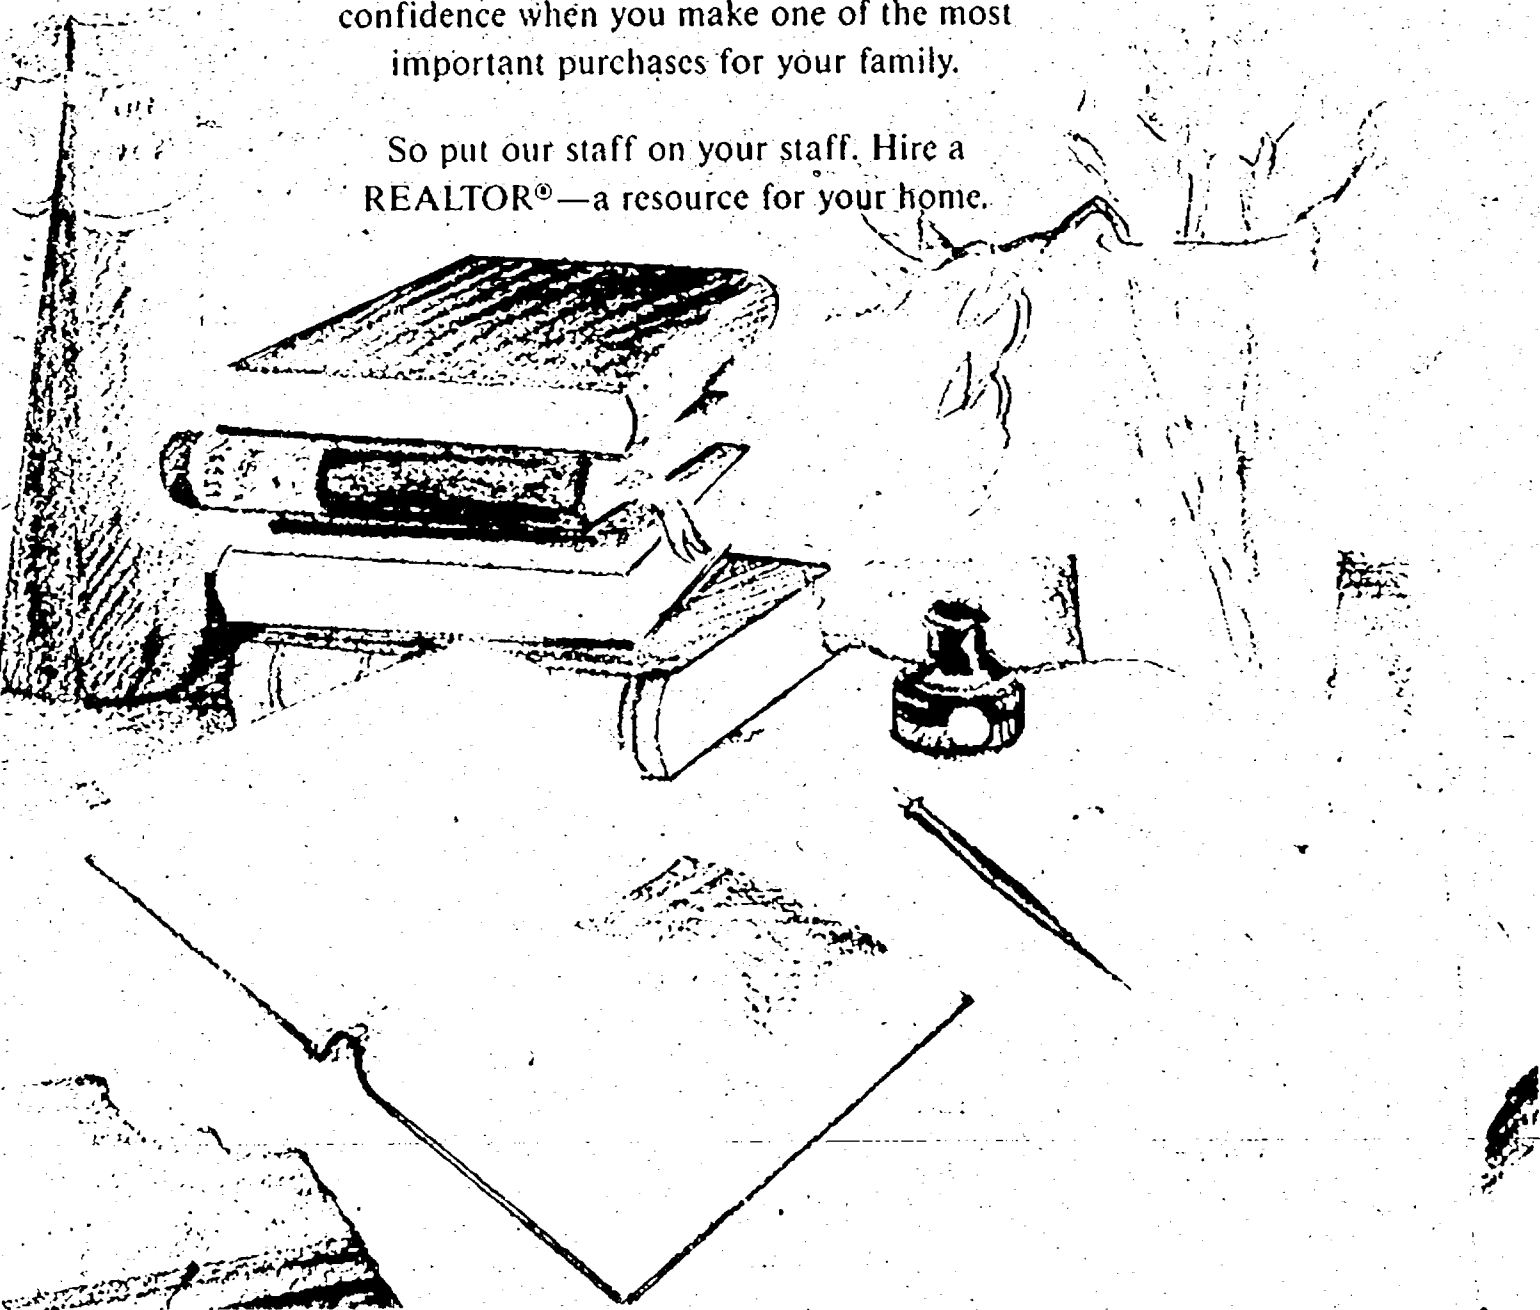 confidence when you make one of the most
important purchases for your family.
So put our staff on your staff. Hire a
REALTOR®—a resource for your home.